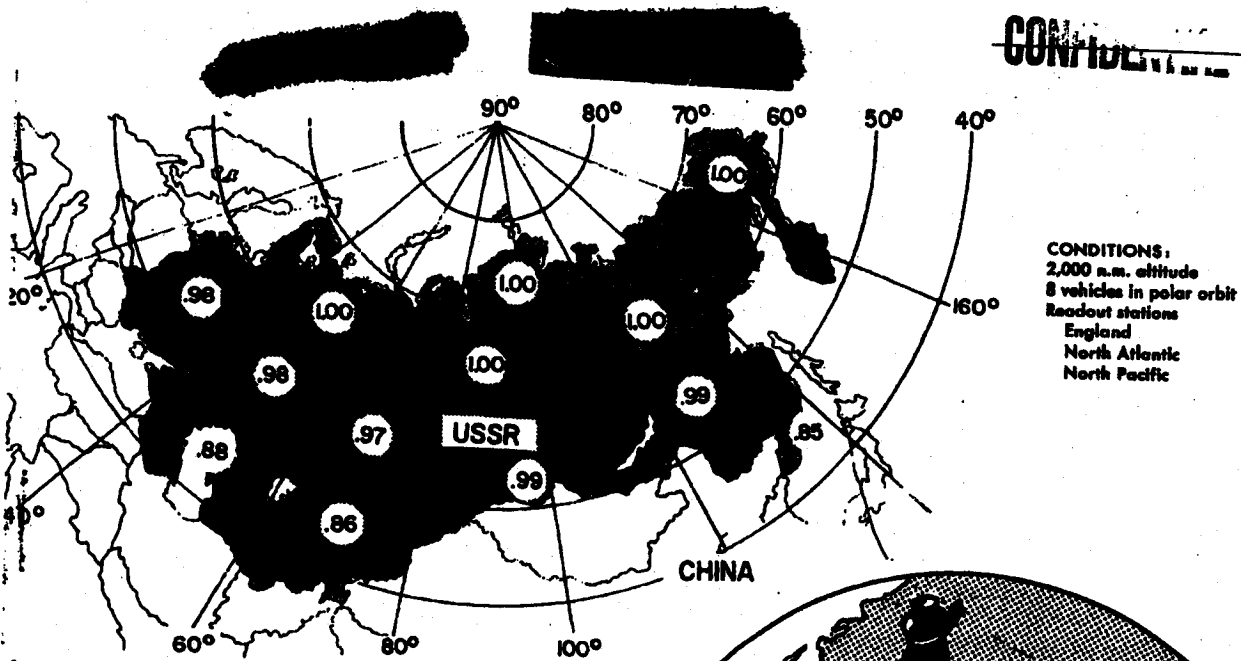 90°
80°
70°
60°
50°
40°
1.00
CONDITIONS:
2,000 n.m. altitude
8 vehicles in polar orbit
Readout stations
England
North Atlantic
North Pacific
20°
.98
1.00
1.00
1.00
160°
.98
1.00
.99
.88
.97
USSR
.85
.99
.86
CHINA
60°
80°
100°